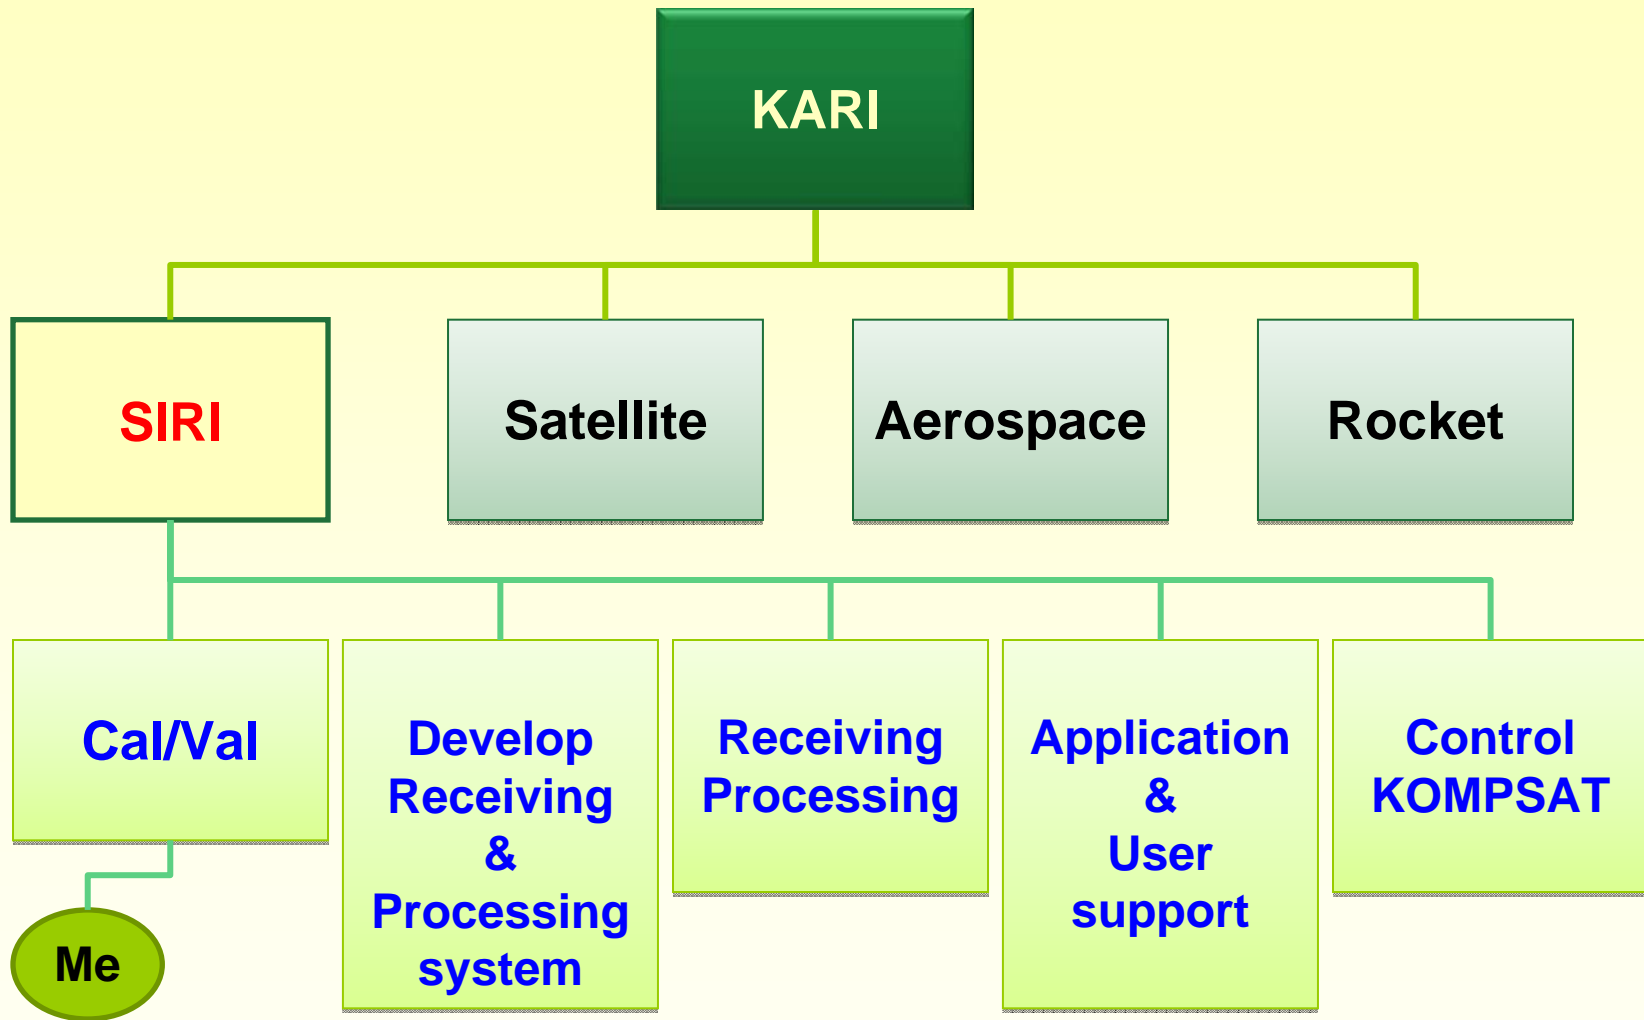 KARI
SIRI
Satellite
Aerospace
Rocket
Cal/Val
Develop
Receiving
&
Processing
system
Receiving
Processing
Application
&
User
support
Control
KOMPSAT
Me